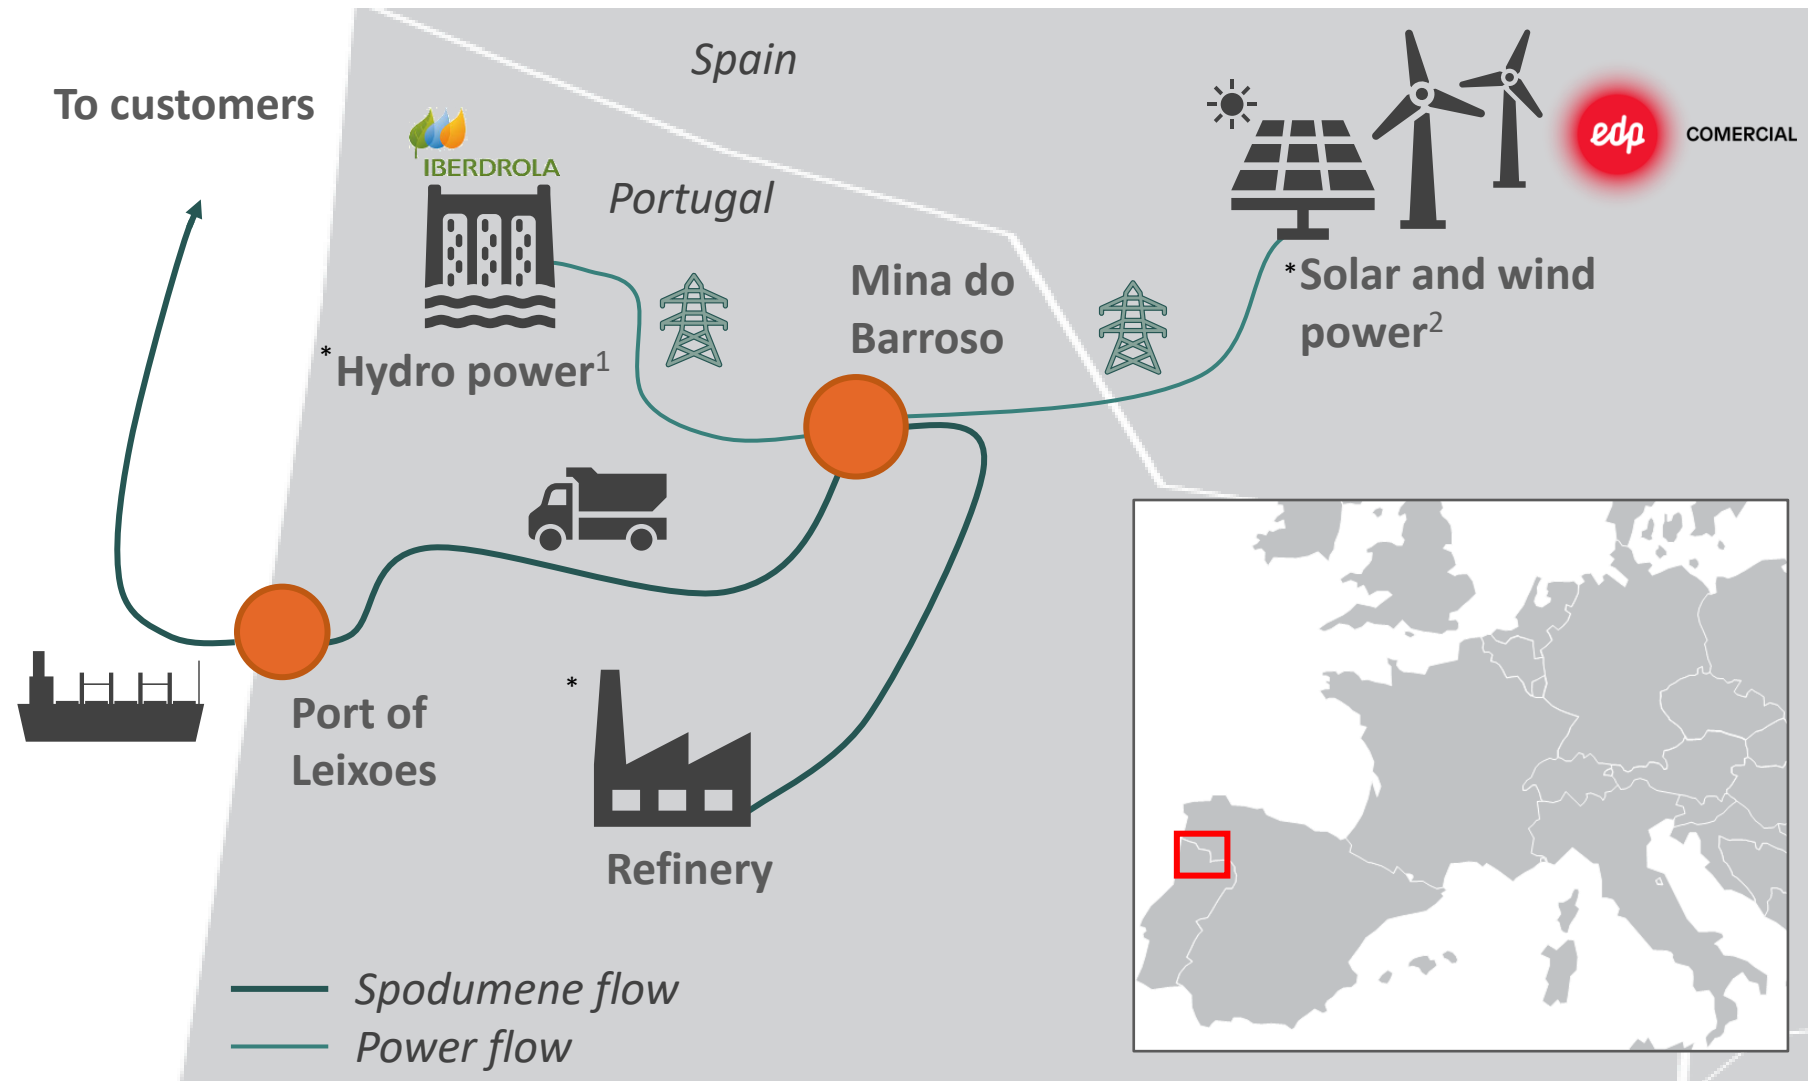 Spain
To customers
IBERDROLA
Portugal
edp
COMERCIAL
Mina do
Barroso
*Solar and wind
power2
*Hydro power1
Port of
Leixoes
*
Refinery
Spodumene flow
Power flow